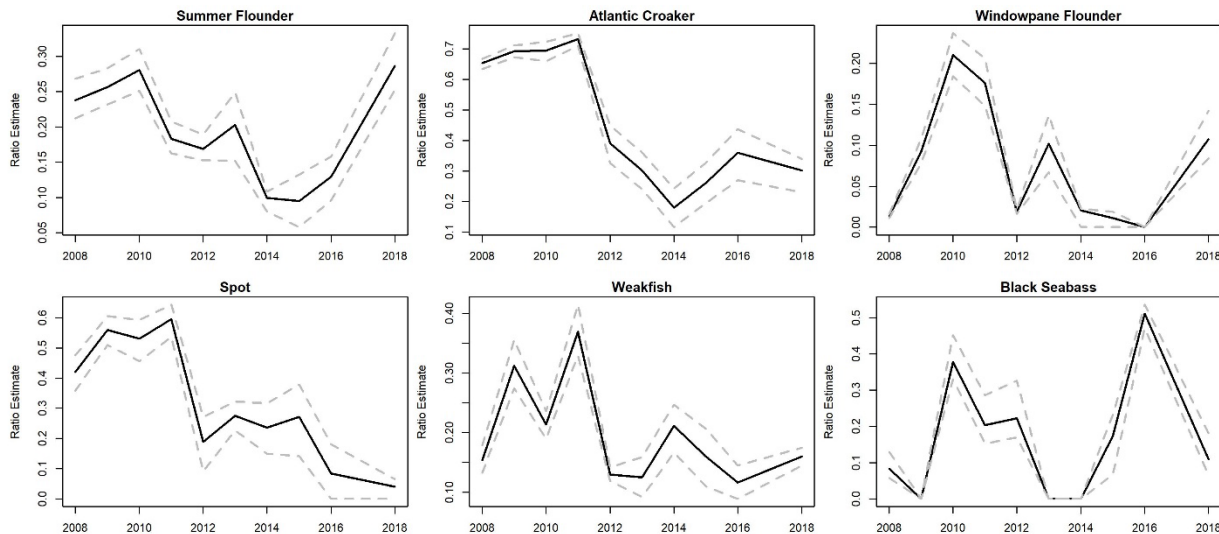 Summer Flounder
Ratio Estimate
0.30
0.25
0.20
0.15
0.10
0.05
2008 2010 2012 2014 2016 2018
Atlantic Croaker
Ratio Estimate
0.7
0.6
0.5
0.4
0.3
0.2
0.1
2008 2010 2012 2014 2016 2018
Windowpane Flounder
Ratio Estimate
0.20
0.15
0.10
0.05
0.00
2008 2010 2012 2014 2016 2018
Spot
Ratio Estimate
0.6
0.5
0.4
0.3
0.2
0.1
0.0
2008 2010 2012 2014 2016 2018
Weakfish
Ratio Estimate
0.40
0.30
0.20
0.10
2008 2010 2012 2014 2016 2018
Black Seabass
Ratio Estimate
0.5
0.4
0.3
0.2
0.1
0.0
2008 2010 2012 2014 2016 2018